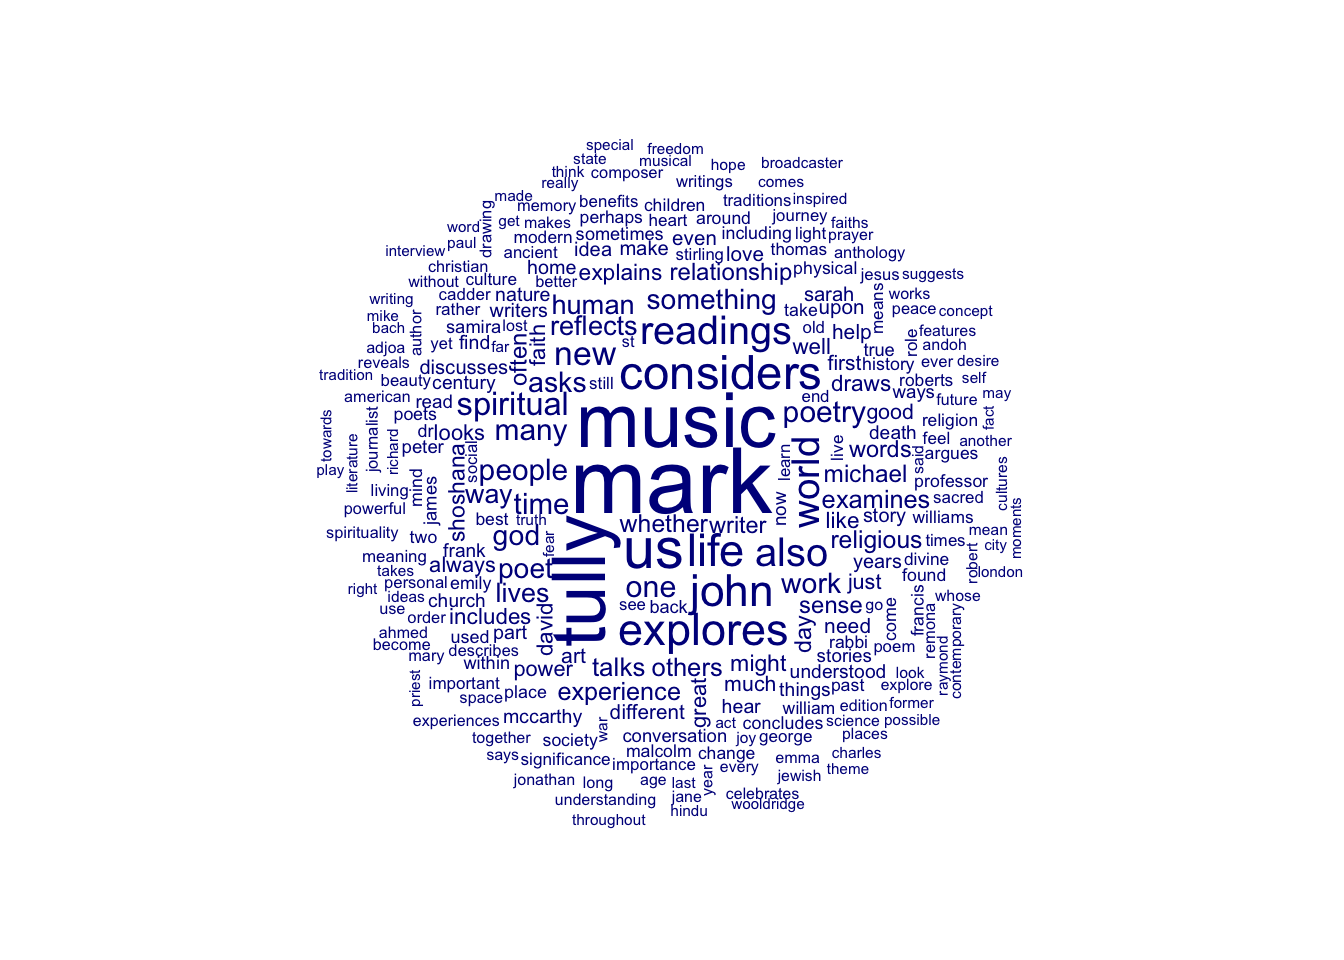 special freedom
state musical hope broadcaster
think composer
really writings comes
made benefits children traditions inspired
memory
drawing get makes perhaps heart around journey faiths
word modern sometimes even including light prayer
paul
interview ancient idea make stirling love thomas anthology
christian home explains relationship physical jesus suggests
without culture better
writing cadder nature human something sarah means works
mike rather writers take upon peace concept
bach author samira lost reflects readings old help role features
adjoa yet find far often faith new st well true andoh
reveals discusses considers first history ever desire
tradition beauty century asks still draws roberts self
american read spiritual end ways future may
poets music poetry good religion fact
towards journalist dr looks many death feel another
literature richard peter shoshana social world live words said argues cultures
play mind people learn michael professor
living james way time mark now examines sacred moments
powerful best truth whether writer like story williams
spirituality two god tully fear us life also religious times mean city
meaning frank years divine robert
takes always poet found london
right personal emily lives one john work just whose
ideas church see back sense go come francis
use order includes david explores day need remona contemporary
ahmed used part rabbi poem
become describes art stories
mary within power talks others might understood look raymond
priest important space place experience great much things past explore
experiences mccarthy different hear william edition former
war act concludes science possible
together society conversation joy george places
says significance malcolm change charles
importance every emma theme
jonathan long age last year jewish
understanding jane celebrates
hindu wooldridge
throughout